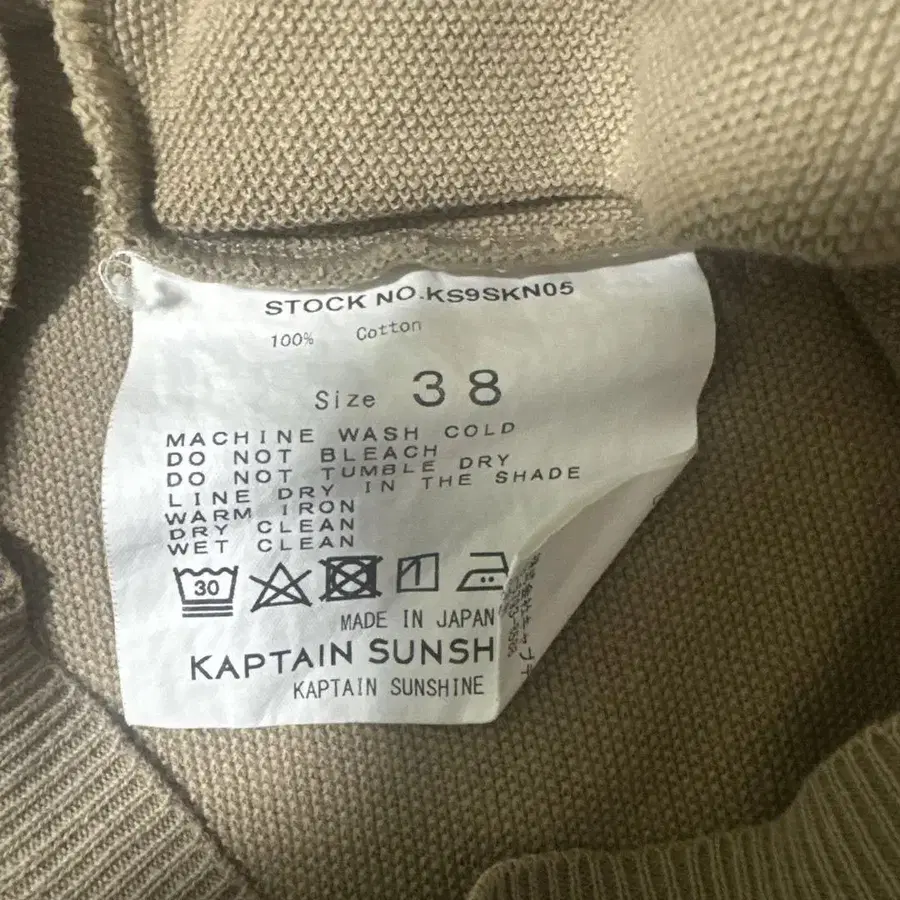 STOCK NO.KS9SKN05
100% Cotton
Size 38
MACHINE WASH COLD
DO NOT BLEACH
DO NOT TUMBLE DRY
LINE DRY IN THE SHADE
WARM IRON
DRY CLEAN
WET CLEAN
30
MADE IN JAPAN
KAPTAIN SUNSH
KAPTAIN SUNSHINE